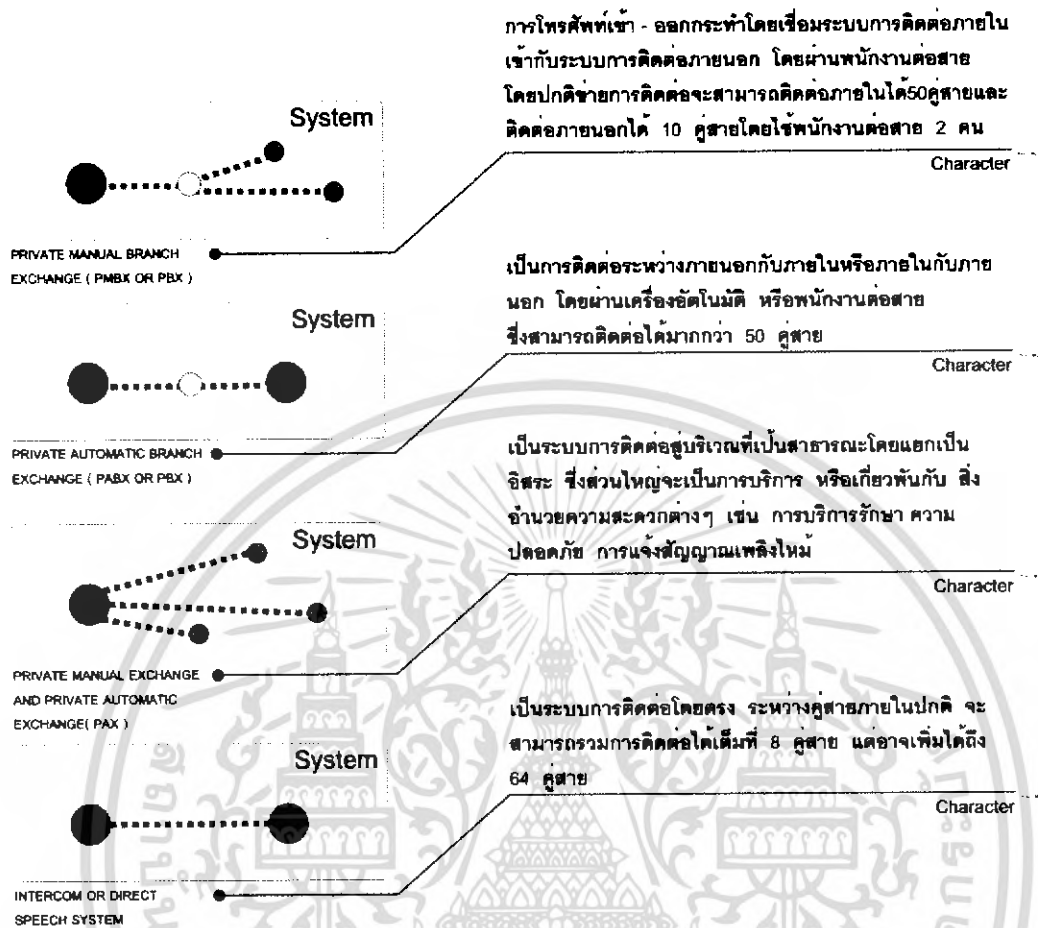 การโทรศัพท์เข้า - ออกกระทำโดยเชื่อมระบบการติดต่อภายใน
เข้ากับระบบการติดต่อภายนอก โดยผ่านพนักงานต่อสาย
โดยปกติข่ายการติดต่อจะสามารถติดต่อภายในได้50คู่สายและ
ติดต่อภายนอกได้ 10 คู่สายโดยใช้พนักงานต่อสาย 2 คน
System
Character
PRIVATE MANUAL BRANCH
EXCHANGE ( PMBX OR PBX )
เป็นการติดต่อระหว่างภายนอกกับภายในหรือภายในกับภาย
นอก โดยผ่านเครื่องอัตโนมัติ หรือพนักงานต่อสาย
ซึ่งสามารถติดต่อได้มากกว่า 50 คู่สาย
System
Character
PRIVATE AUTOMATIC BRANCH
EXCHANGE ( PABX OR PBX )
เป็นระบบการติดต่อสู่บริเวณที่เป็นสาธารณะโดยแยกเป็น
อิสระ ซึ่งส่วนใหญ่จะเป็นการบริการ หรือเกี่ยวพันกับ สิ่ง
อำนวยความสะดวกต่างๆ เช่น การบริการรักษา ความ
ปลอดภัย การแจ้งสัญญาณเพลิงไหม้
System
Character
PRIVATE MANUAL EXCHANGE
AND PRIVATE AUTOMATIC
EXCHANGE( PAX )
เป็นระบบการติดต่อโดยตรง ระหว่างคู่สายภายในปกติ จะ
สามารถรวมการติดต่อได้เต็มที่ 8 คู่สาย แต่อาจเพิ่มได้ถึง
64 คู่สาย
System
Character
INTERCOM OR DIRECT
SPEECH SYSTEM